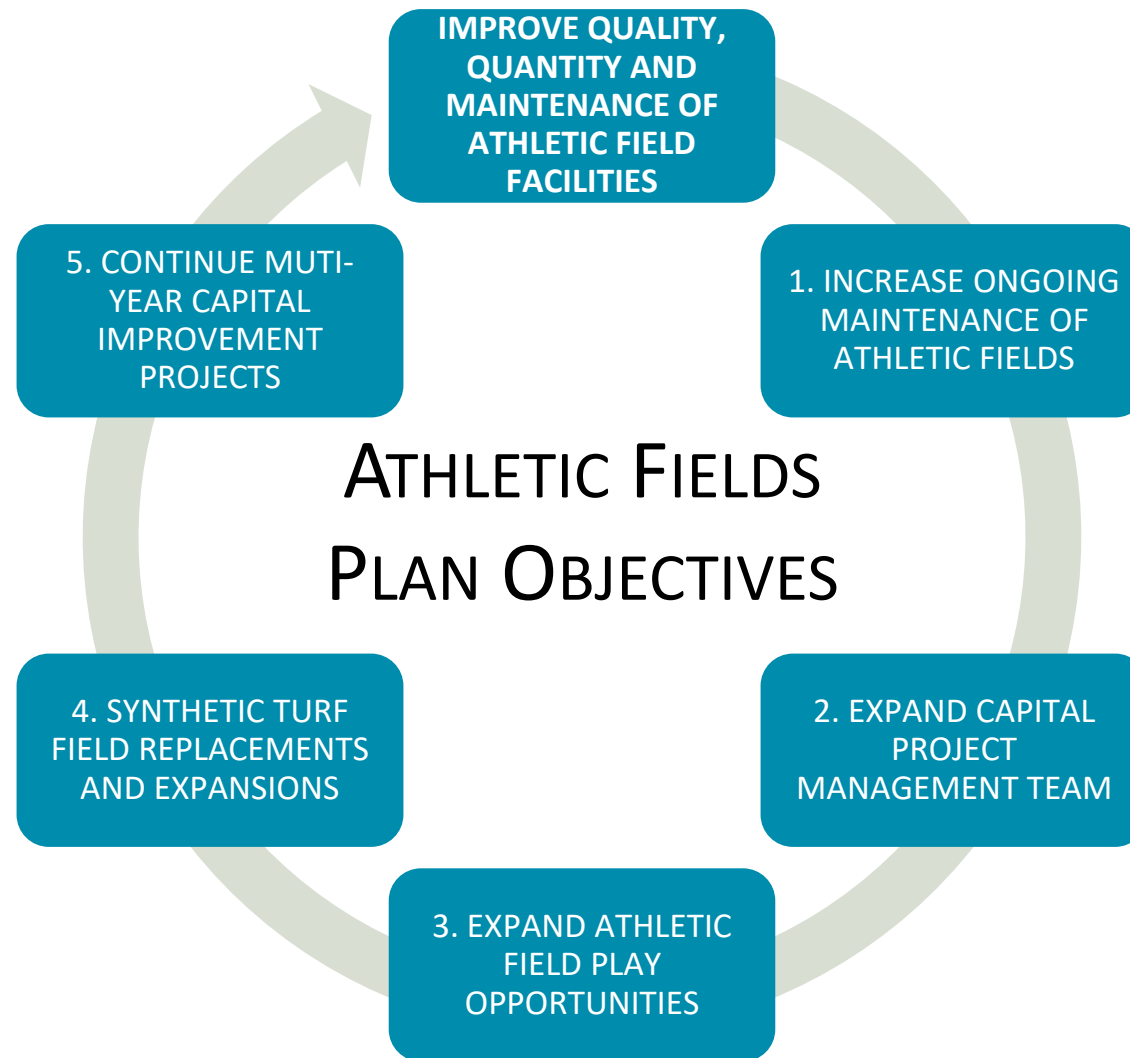 IMPROVE QUALITY,
QUANTITY AND
MAINTENANCE OF
ATHLETIC FIELD
FACILITIES
1. INCREASE ONGOING
MAINTENANCE OF
ATHLETIC FIELDS
2. EXPAND CAPITAL
PROJECT
MANAGEMENT TEAM
3. EXPAND ATHLETIC
FIELD PLAY
OPPORTUNITIES
4. SYNTHETIC TURF
FIELD REPLACEMENTS
AND EXPANSIONS
5. CONTINUE MUTI-
YEAR CAPITAL
IMPROVEMENT
PROJECTS
ATHLETIC FIELDS
PLAN OBJECTIVES